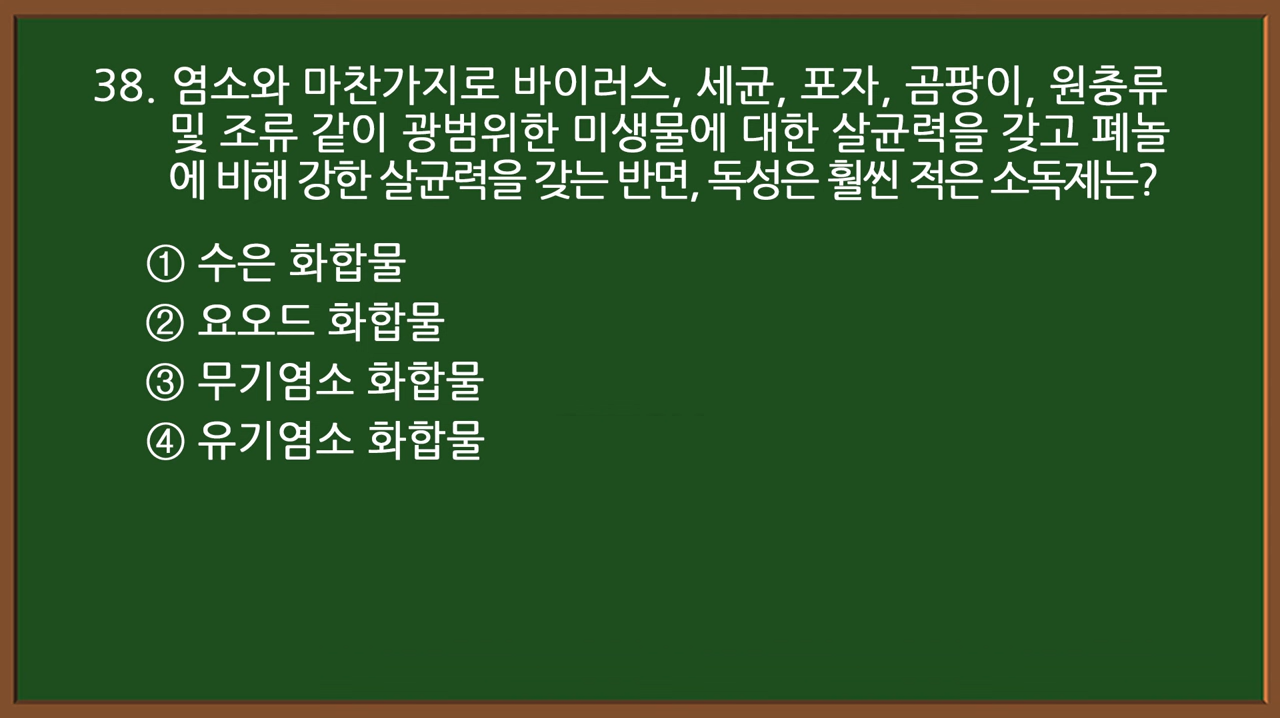 38. 염소와 마찬가지로 바이러스, 세균, 포자, 곰팡이, 원충류
및 조류 같이 광범위한 미생물에 대한 살균력을 갖고 폐놀
에 비해 강한 살균력을 갖는 반면, 독성은 훨씬 적은 소독제는?
① 수은 화합물
② 요오드 화합물
③ 무기염소 화합물
④ 유기염소 화합물